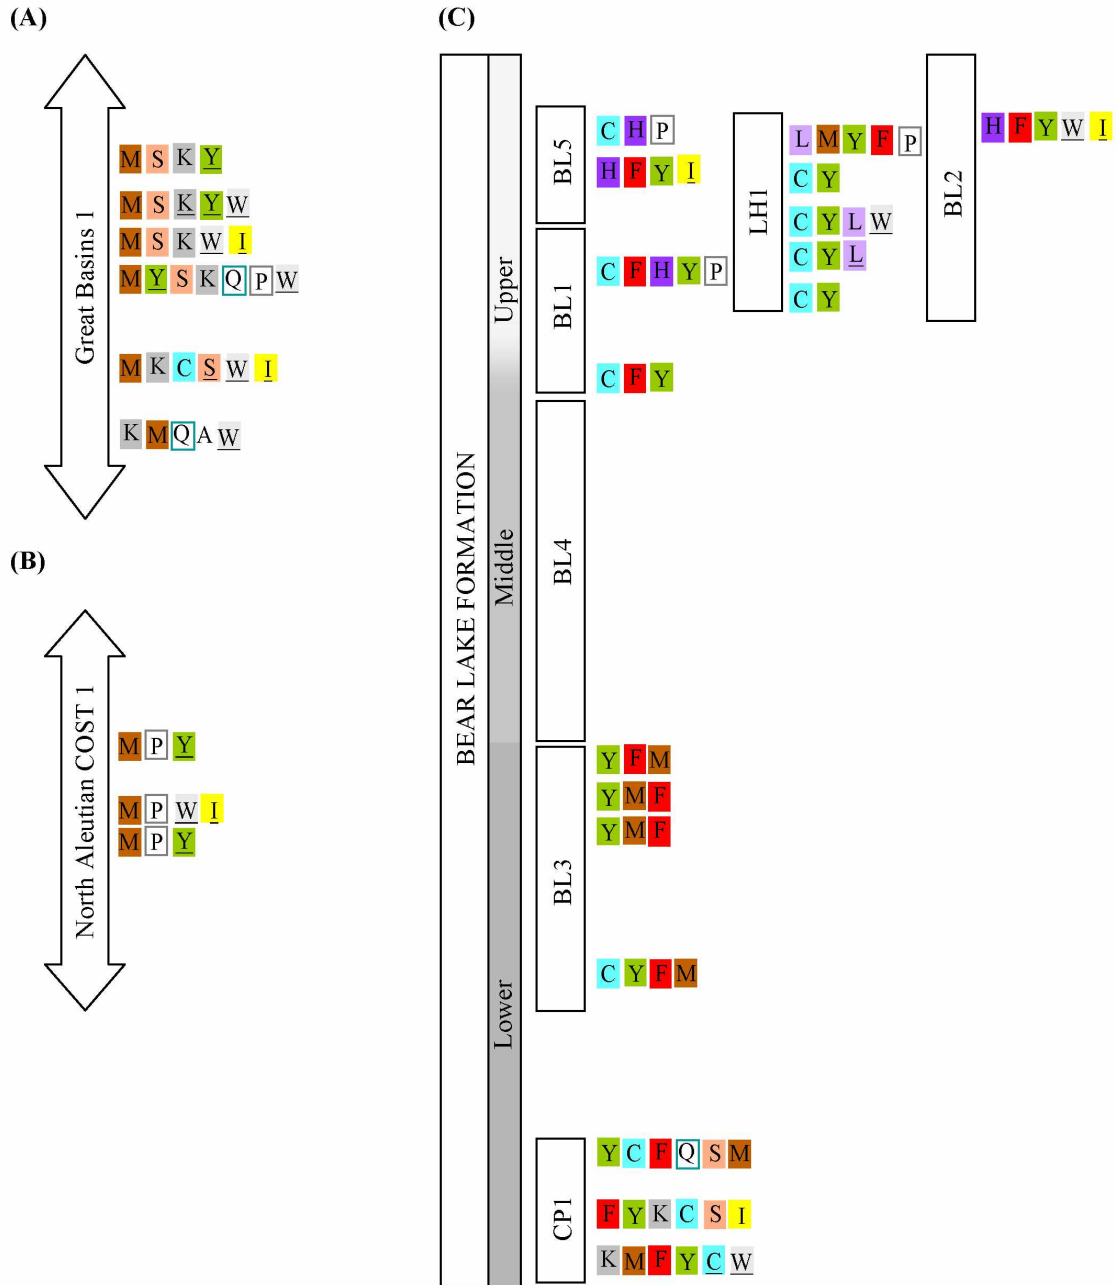 (A)
Great Basins 1
M S K Y
M S K Y W
M S K W I
M Y S K Q P W
M K C S W I
K M Q A W
(B)
North Aleutian COST 1
M P Y
M P W I
M P Y
(C)
BEAR LAKE FORMATION
Upper
Middle
Lower
BL5
C H P
H F Y I
BL1
C F H Y P
C F Y
LH1
L M Y F P
C Y
C Y L W
C Y L
C Y
BL2
H F Y W I
BL4
BL3
Y F M
Y M F
Y M F
C Y F M
CP1
Y C F Q S M
F Y K C S I
K M F Y C W